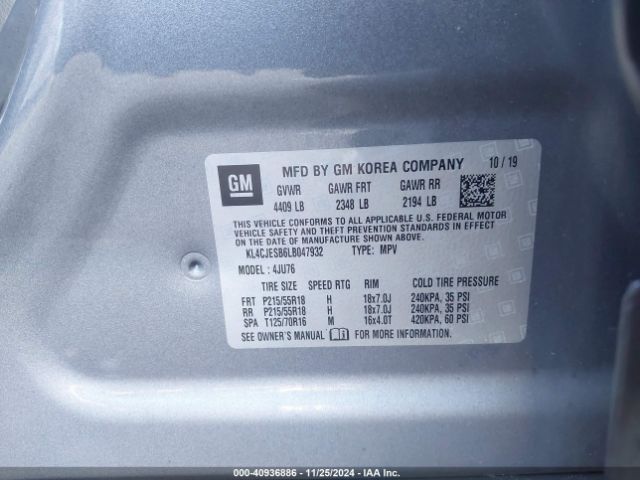 GM
MFD BY GM KOREA COMPANY 10 / 19
GVWR GAWR FRT GAWR RR
4409 LB 2348 LB 2194 LB
THIS VEHICLE CONFORMS TO ALL APPLICABLE U.S. FEDERAL MOTOR
VEHICLE SAFETY AND THEFT PREVENTION STANDARDS IN EFFECT ON
THE DATE OF MANUFACTURE SHOWN ABOVE.
KL4CJESB6LB047932 TYPE: MPV
MODEL : 4JU76
TIRE SIZE SPEED RTG RIM COLD TIRE PRESSURE
FRT P215/55R18 H 18x7.0J 240KPA, 35 PSI
RR P215/55R18 H 18x7.0J 240KPA, 35 PSI
SPA T125/70R16 M 16x4.0T 420KPA, 60 PSI
SEE OWNER'S MANUAL FOR MORE INFORMATION.
000-40936886 - 11/25/2024 - IAA Inc.